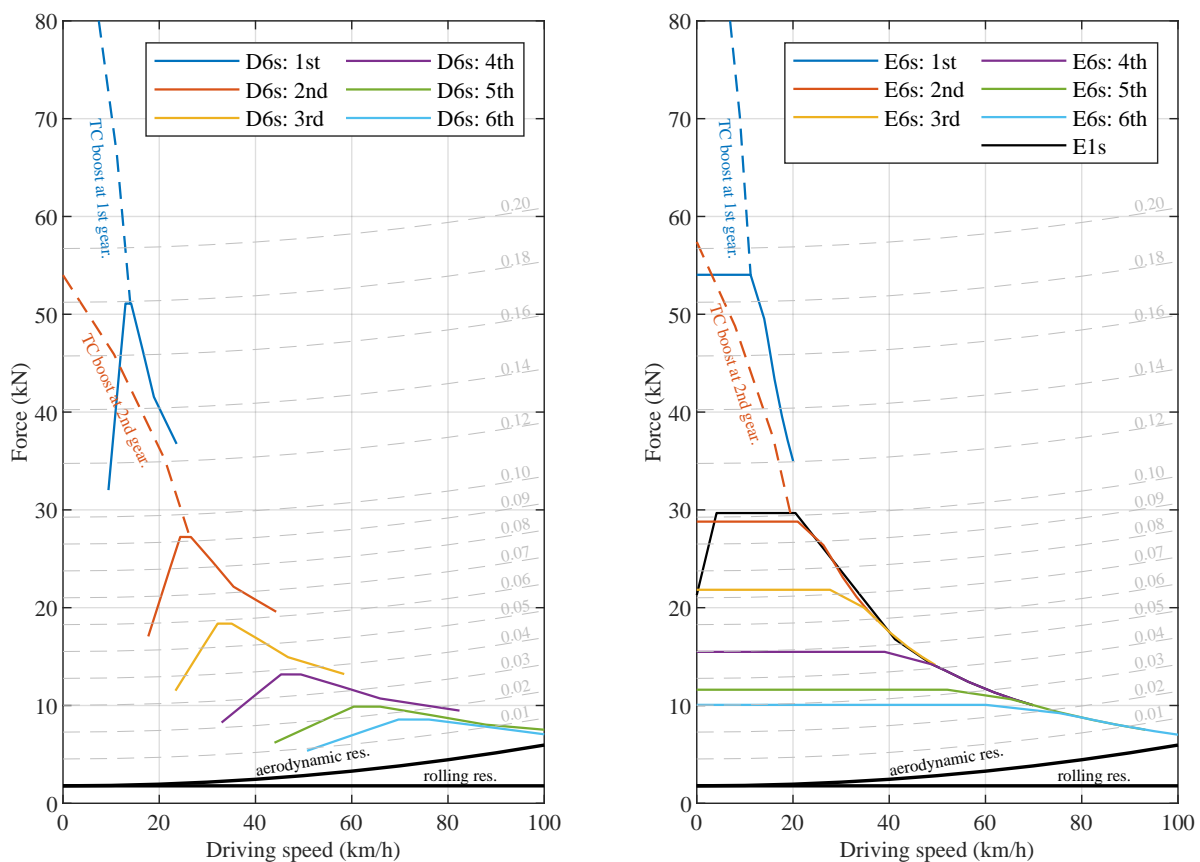 80
70
60
50
40
30
20
10
0
0
20
40
60
80
100
Force (kN)
Driving speed (km/h)
D6s: 1st
D6s: 2nd
D6s: 3rd
D6s: 4th
D6s: 5th
D6s: 6th
TC boost at 1st gear.
TC boost at 2nd gear.
0.20
0.18
0.16
0.14
0.12
0.10
0.09
0.08
0.07
0.06
0.05
0.04
0.03
0.02
0.01
aerodynamic res.
rolling res.
80
70
60
50
40
30
20
10
0
0
20
40
60
80
100
Force (kN)
Driving speed (km/h)
E6s: 1st
E6s: 2nd
E6s: 3rd
E6s: 4th
E6s: 5th
E6s: 6th
E1s
TC boost at 1st gear.
TC boost at 2nd gear.
0.20
0.18
0.16
0.14
0.12
0.10
0.09
0.08
0.07
0.06
0.05
0.04
0.03
0.02
0.01
aerodynamic res.
rolling res.